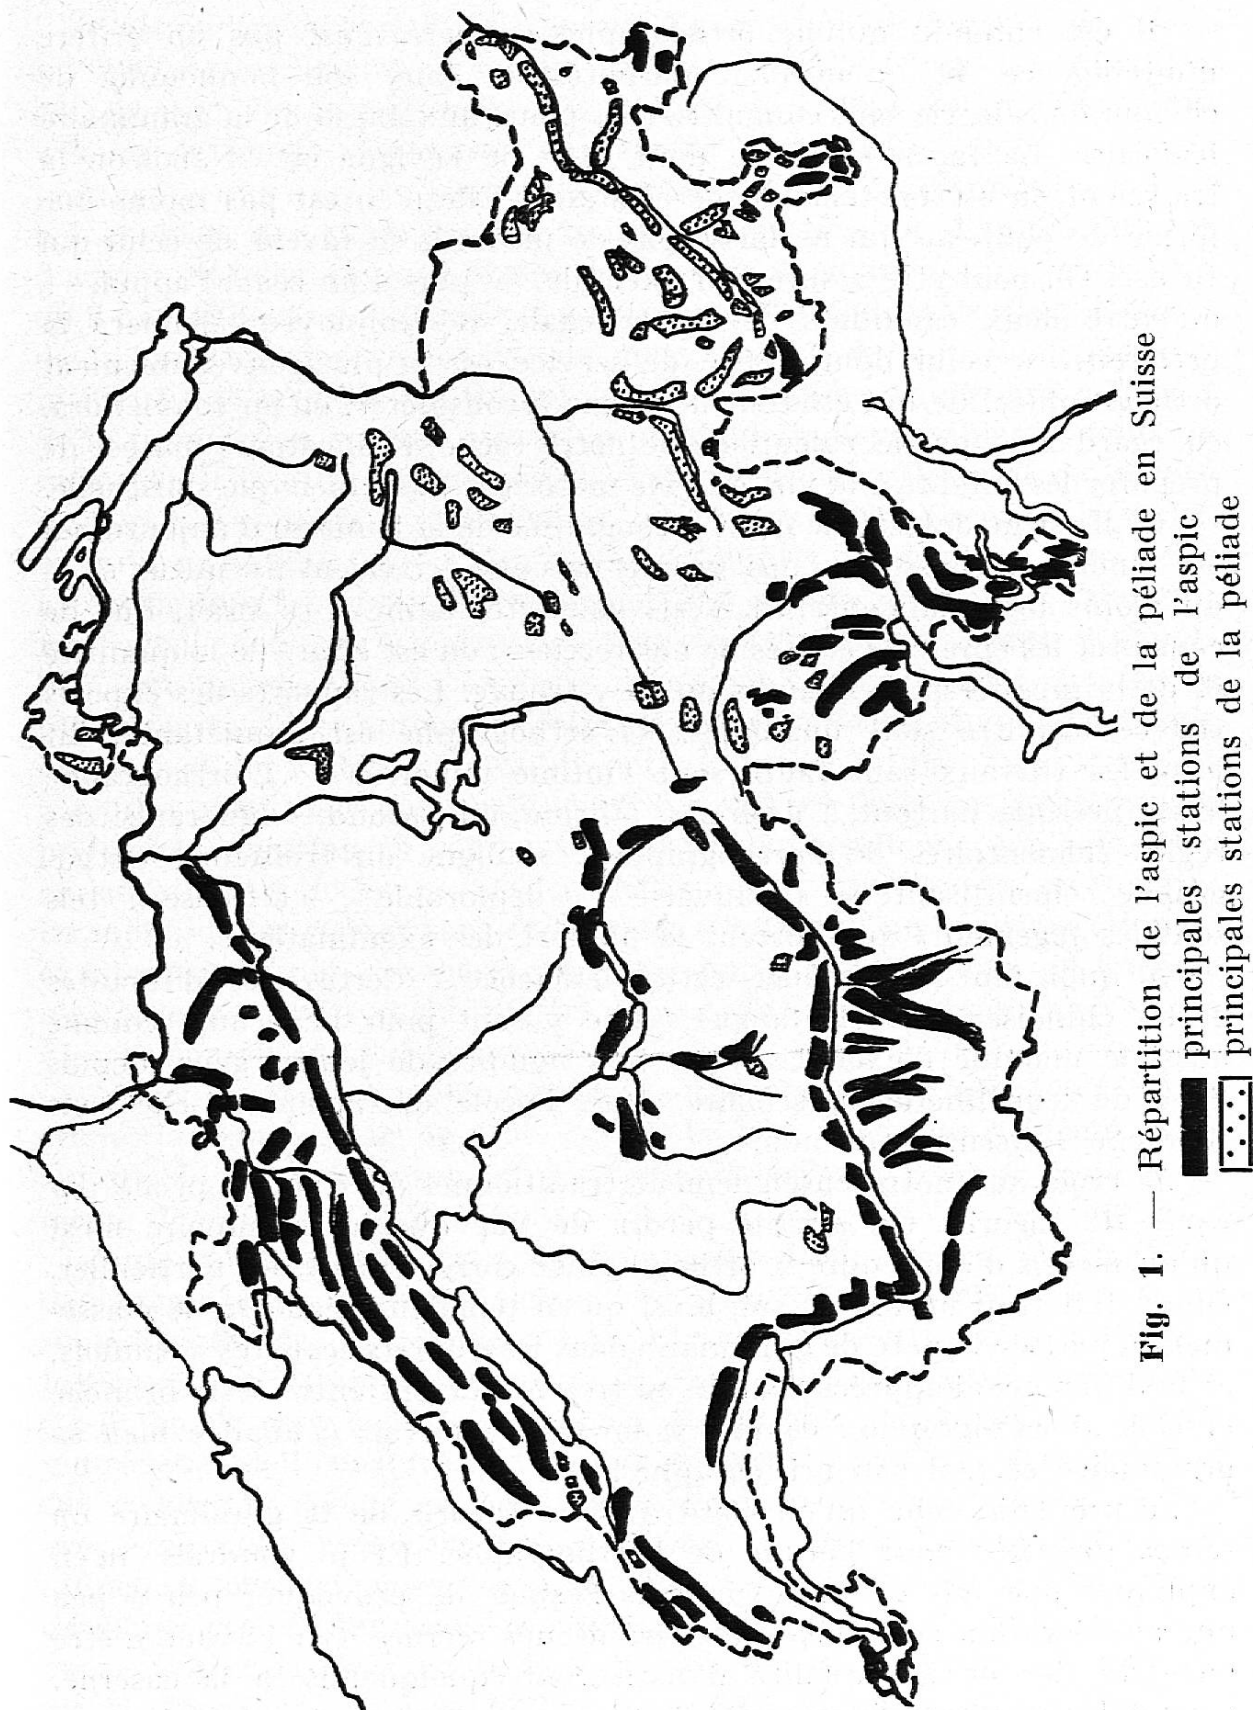 Fig. 1. — Répartition de l'aspic et de la péliade en Suisse
principales stations de l'aspic
principales stations de la péliade